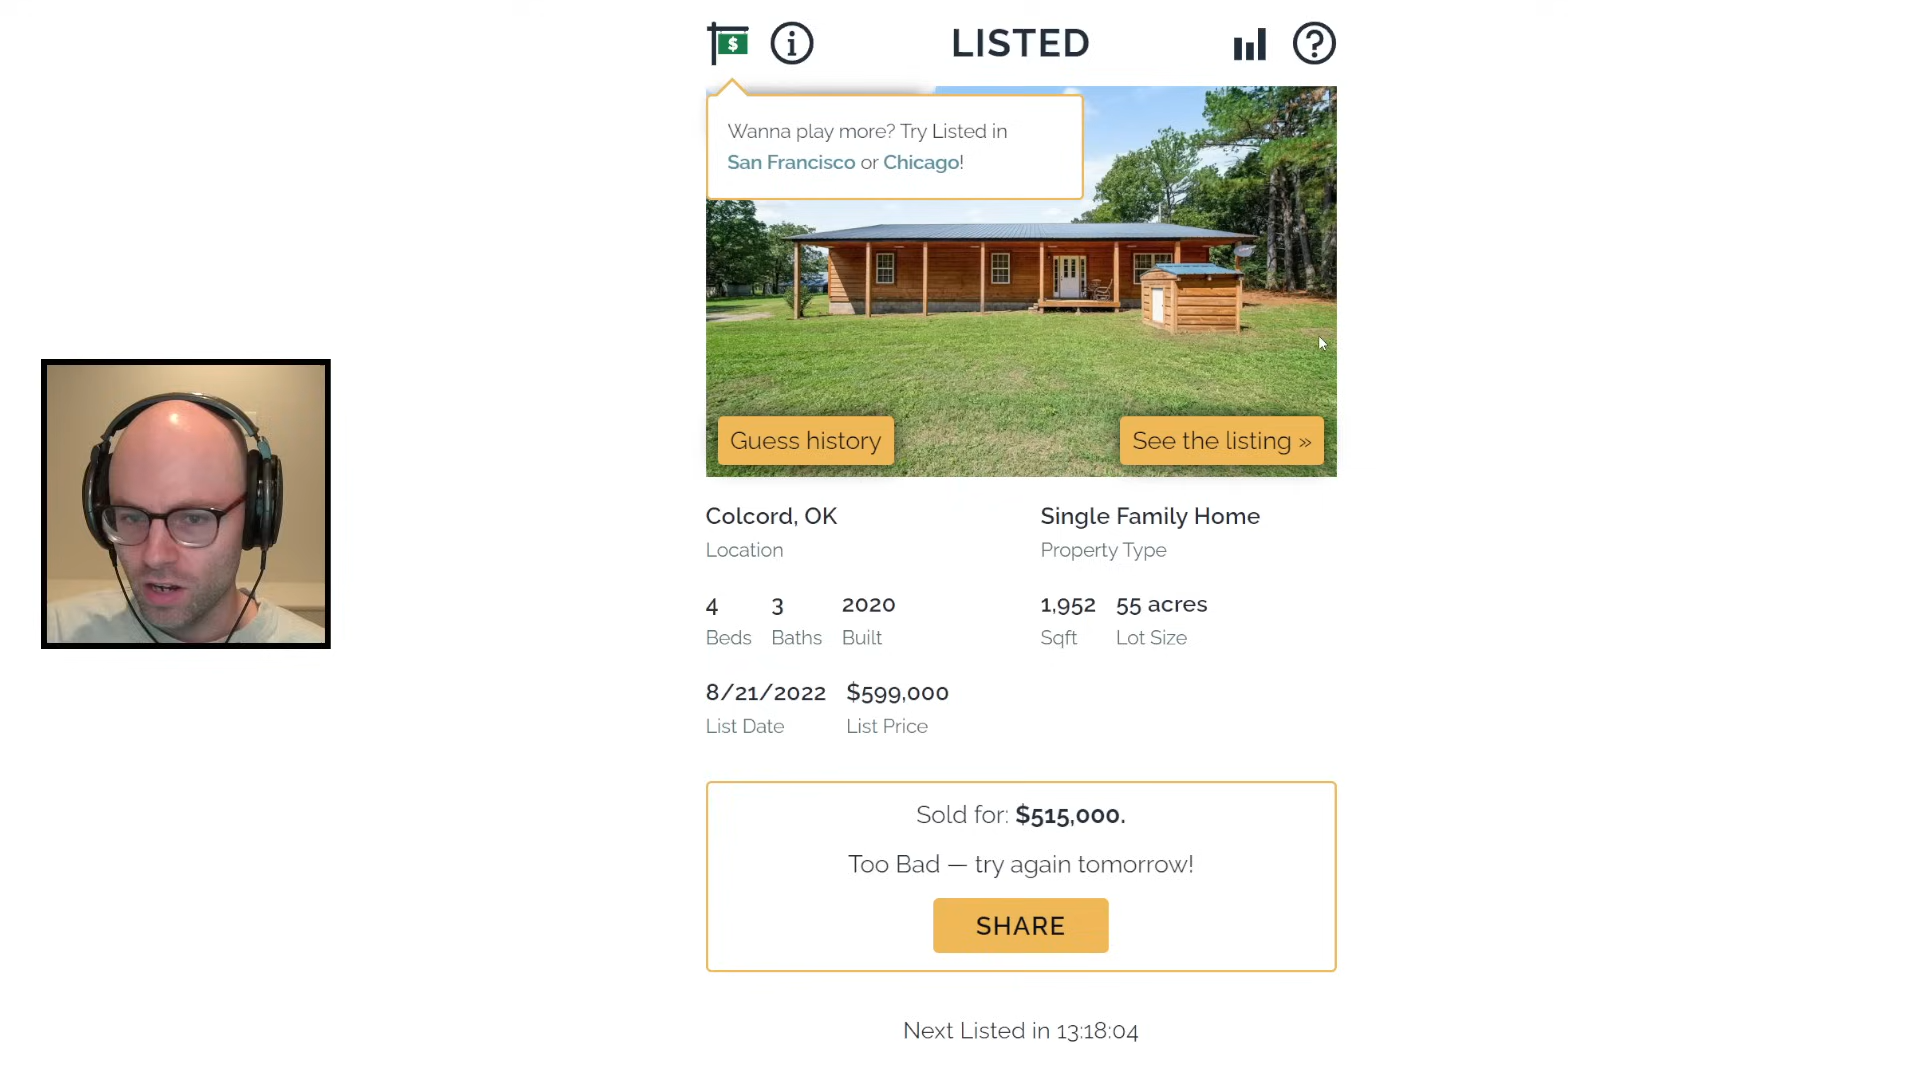 LISTED
Wanna play more? Try Listed in
San Francisco or Chicago!
Guess history
See the listing »
Colcord, OK
Location
Single Family Home
Property Type
4
Beds
3
Baths
2020
Built
1,952
Sqft
55 acres
Lot Size
8/21/2022
List Date
$599,000
List Price
Sold for: $515,000.
Too Bad — try again tomorrow!
SHARE
Next Listed in 13:18:04